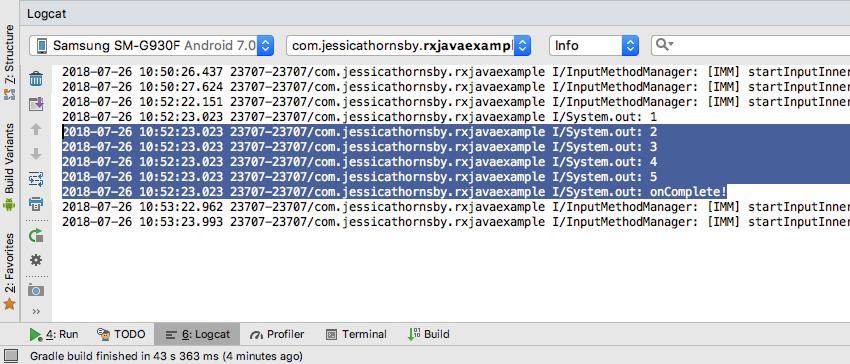 Logcat
Samsung SM-G930F Android 7.0
com.jessicathornsby.rxjavaexampl
Info
7: Structure
Build Variants
2: Favorites
2018-07-26 10:50:26.437 23707-23707/com.jessicathornsby.rxjavaexample I/InputMethodManager: [IMM] startInputInner
2018-07-26 10:50:27.624 23707-23707/com.jessicathornsby.rxjavaexample I/InputMethodManager: [IMM] startInputInner
2018-07-26 10:52:22.151 23707-23707/com.jessicathornsby.rxjavaexample I/InputMethodManager: [IMM] startInputInner
2018-07-26 10:52:23.023 23707-23707/com.jessicathornsby.rxjavaexample I/System.out: 1
2018-07-26 10:52:23.023 23707-23707/com.jessicathornsby.rxjavaexample I/System.out: 2
2018-07-26 10:52:23.023 23707-23707/com.jessicathornsby.rxjavaexample I/System.out: 3
2018-07-26 10:52:23.023 23707-23707/com.jessicathornsby.rxjavaexample I/System.out: 4
2018-07-26 10:52:23.023 23707-23707/com.jessicathornsby.rxjavaexample I/System.out: 5
2018-07-26 10:52:23.023 23707-23707/com.jessicathornsby.rxjavaexample I/System.out: onComplete!
2018-07-26 10:53:22.962 23707-23707/com.jessicathornsby.rxjavaexample I/InputMethodManager: [IMM] startInputInner
2018-07-26 10:53:23.993 23707-23707/com.jessicathornsby.rxjavaexample I/InputMethodManager: [IMM] startInputInner
4: Run
TODO
6: Logcat
Profiler
Terminal
Build
Gradle build finished in 43 s 363 ms (4 minutes ago)